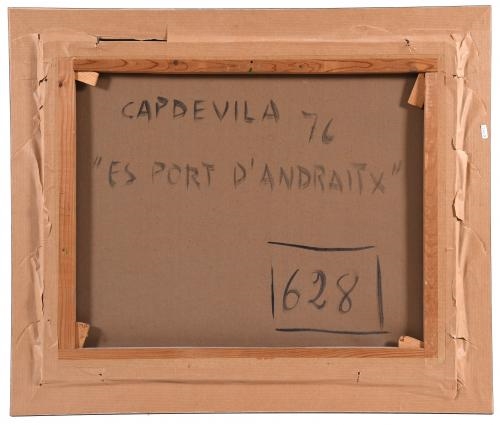 CAPDEVILA 76
"ES PORT D'ANDRAITX"
628